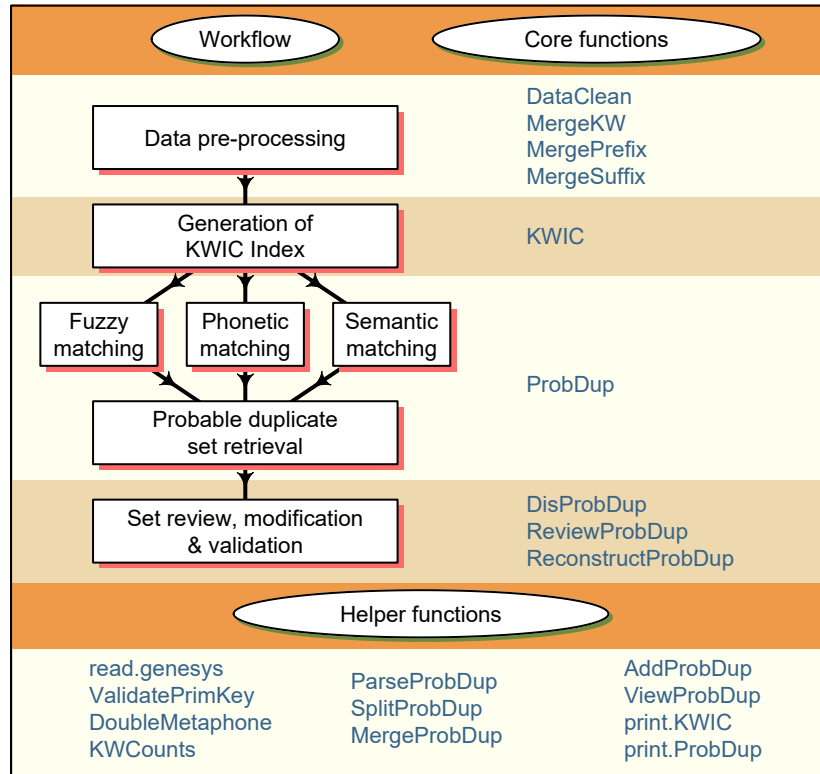 Workflow
Core functions
Data pre-processing
DataClean
MergeKW
MergePrefix
MergeSuffix
Generation of
KWIC Index
KWIC
Fuzzy
matching
Phonetic
matching
Semantic
matching
Probable duplicate
set retrieval
ProbDup
Set review, modification
& validation
DisProbDup
ReviewProbDup
ReconstructProbDup
Helper functions
read.genesys
ValidatePrimKey
DoubleMetaphone
KWCounts
ParseProbDup
SplitProbDup
MergeProbDup
AddProbDup
ViewProbDup
print.KWIC
print.ProbDup